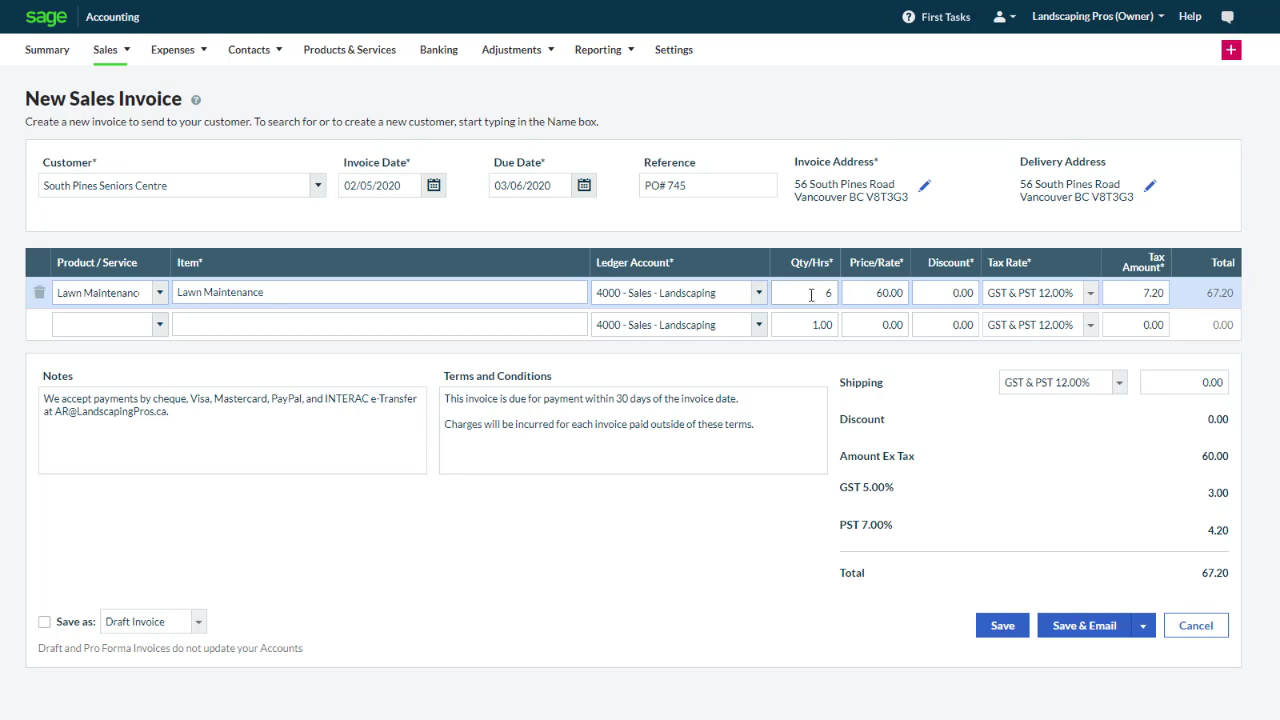 sage Accounting First Tasks Landscaping Pros (Owner) Help
Summary Sales Expenses Contacts Products & Services Banking Adjustments Reporting Settings +
New Sales Invoice ?
Create a new invoice to send to your customer. To search for or to create a new customer, start typing in the Name box.
Customer* Invoice Date* Due Date* Reference Invoice Address* Delivery Address
South Pines Seniors Centre 02/05/2020 03/06/2020 PO# 745 56 South Pines Road 56 South Pines Road
Vancouver BC V8T3G3 Vancouver BC V8T3G3
Product / Service Item* Ledger Account* Qty/Hrs* Price/Rate* Discount* Tax Rate* Tax Amount* Total
Lawn Maintenanc Lawn Maintenance 4000 - Sales - Landscaping 6 60.00 0.00 GST & PST 12.00% 7.20 67.20
4000 - Sales - Landscaping 1.00 0.00 0.00 GST & PST 12.00% 0.00 0.00
Notes
We accept payments by cheque, Visa, Mastercard, PayPal, and INTERAC e-Transfer
at AR@LandscapingPros.ca.
Terms and Conditions
This invoice is due for payment within 30 days of the invoice date.
Charges will be incurred for each invoice paid outside of these terms.
Shipping GST & PST 12.00% 0.00
Discount 0.00
Amount Ex Tax 60.00
GST 5.00% 3.00
PST 7.00% 4.20
Total 67.20
Save as: Draft Invoice
Draft and Pro Forma Invoices do not update your Accounts
Save Save & Email Cancel